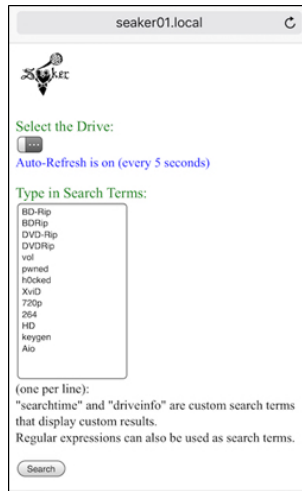 seaker01.local
Seaker
Select the Drive:
...
Auto-Refresh is on (every 5 seconds)
Type in Search Terms:
BD-Rip
BDRip
DVD-Rip
DVDRip
vol
pwned
h0cked
XviD
720p
264
HD
keygen
Aio
(one per line):
"searchtime" and "driveinfo" are custom search terms
that display custom results.
Regular expressions can also be used as search terms.
Search